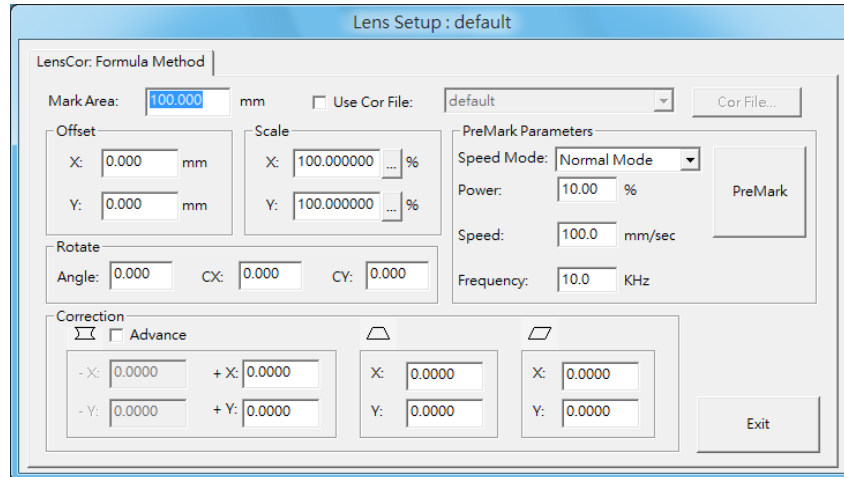 Lens Setup : default
LensCor: Formula Method
Mark Area: 100.000 mm Use Cor File: default Cor File...
Offset
X: 0.000 mm
Y: 0.000 mm
Scale
X: 100.000000 ... %
Y: 100.000000 ... %
PreMark Parameters
Speed Mode: Normal Mode
Power: 10.00 %
Speed: 100.0 mm/sec
Frequency: 10.0 KHz
PreMark
Rotate
Angle: 0.000 CX: 0.000 CY: 0.000
Correction
Advance
- X: 0.0000 + X: 0.0000
- Y: 0.0000 + Y: 0.0000
X: 0.0000
Y: 0.0000
X: 0.0000
Y: 0.0000
Exit